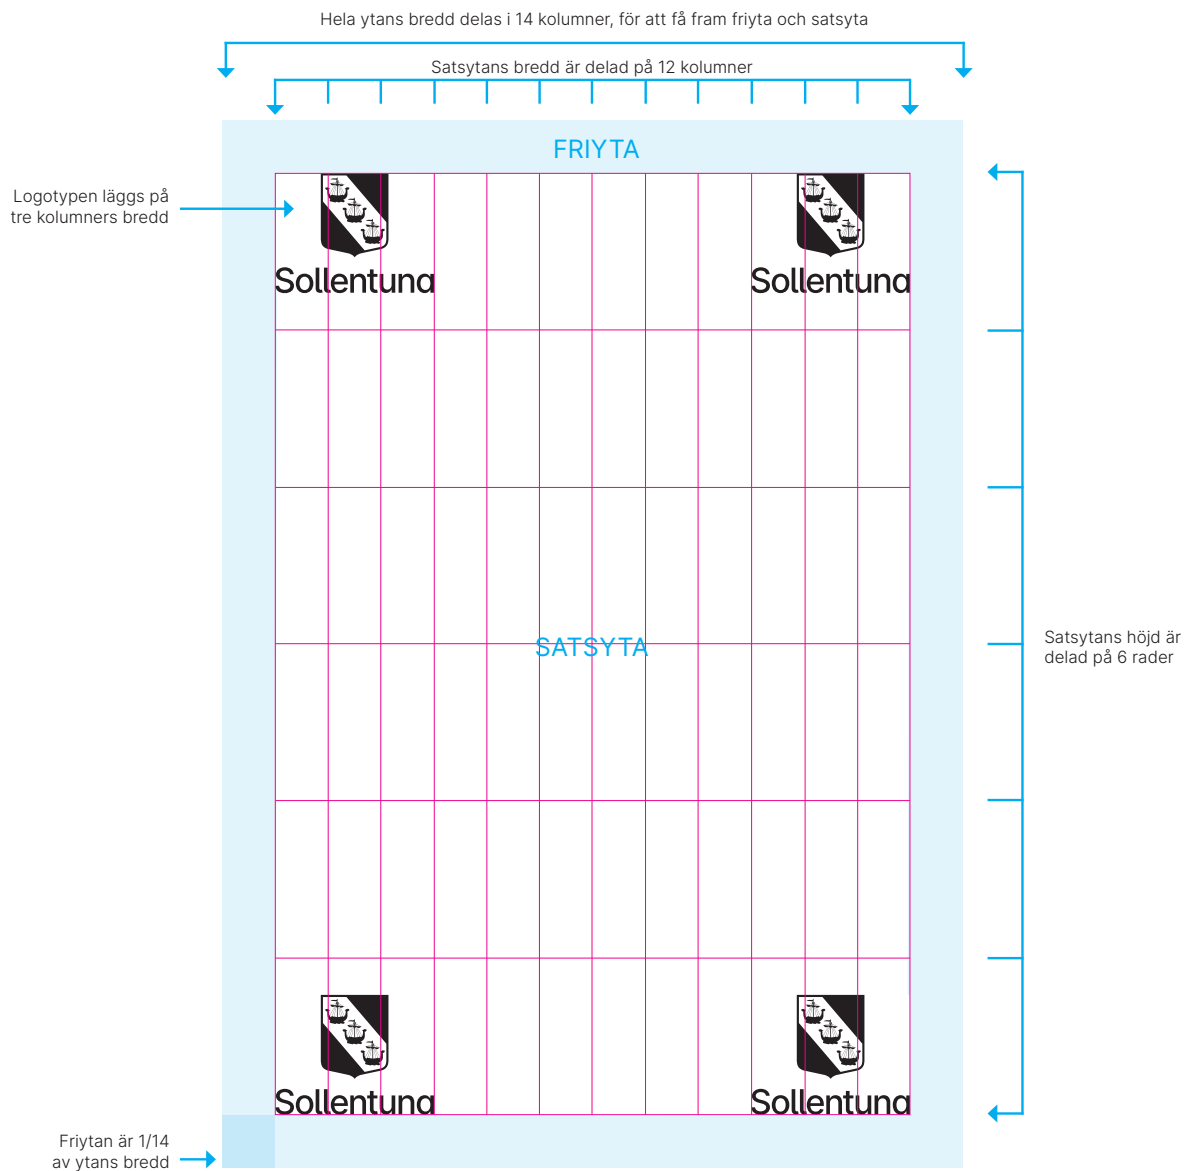 Hela ytans bredd delas i 14 kolumner, för att få fram friyta och satsyta
Satsytans bredd är delad på 12 kolumner
FRIYTA
Logotypen läggs på
tre kolumners bredd
Sollentuna
Sollentuna
SATSYTA
Satsytans höjd är
delad på 6 rader
Sollentuna
Sollentuna
Friytan är 1/14
av ytans bredd